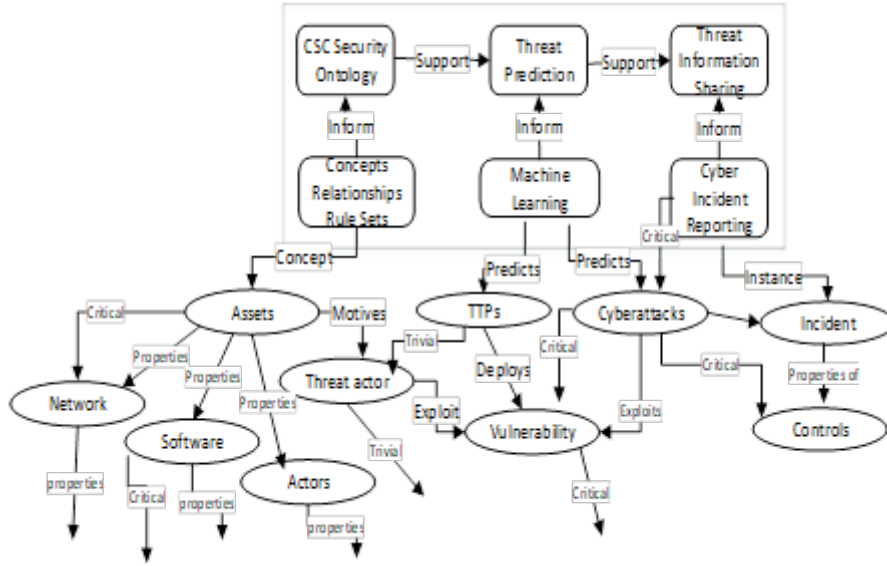 CSC Security
Ontology
Support
Threat
Prediction
Support
Threat
Information
Sharing
Inform
Inform
Inform
Concepts
Relationships
Rule Sets
Machine
Learning
Cyber
Incident
Reporting
Critical
Concept
Predicts
Predicts
Instance
Assets
Motives
TTPs
Cyberattacks
Incident
Critical
Properties
Properties
Properties
Trivial
Deploys
Critical
Critical
Properties of
Threat actor
Network
Exploit
Exploits
Software
Vulnerability
Controls
Trivial
Actors
properties
Critical
properties
properties
Critical